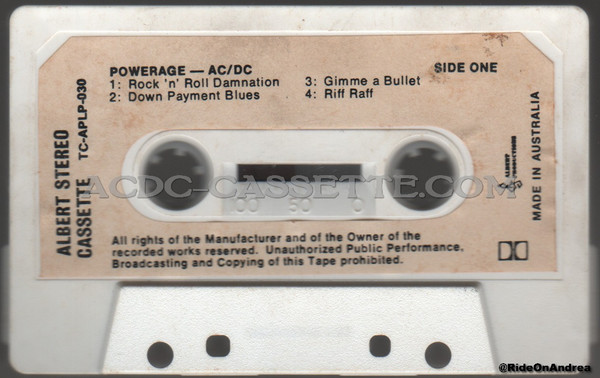 POWERAGE — AC/DC
SIDE ONE
1: Rock 'n' Roll Damnation
3: Gimme a Bullet
2: Down Payment Blues
4: Riff Raff
ALBERT STEREO
CASSETTE TC-APLP-030
ACDC-CASSETTE.COM
100 50 0
ALBERT
PRODUCTIONS
MADE IN AUSTRALIA
All rights of the Manufacturer and of the Owner of the
recorded works reserved. Unauthorized Public Performance,
Broadcasting and Copying of this Tape prohibited.
@RideOnAndrea